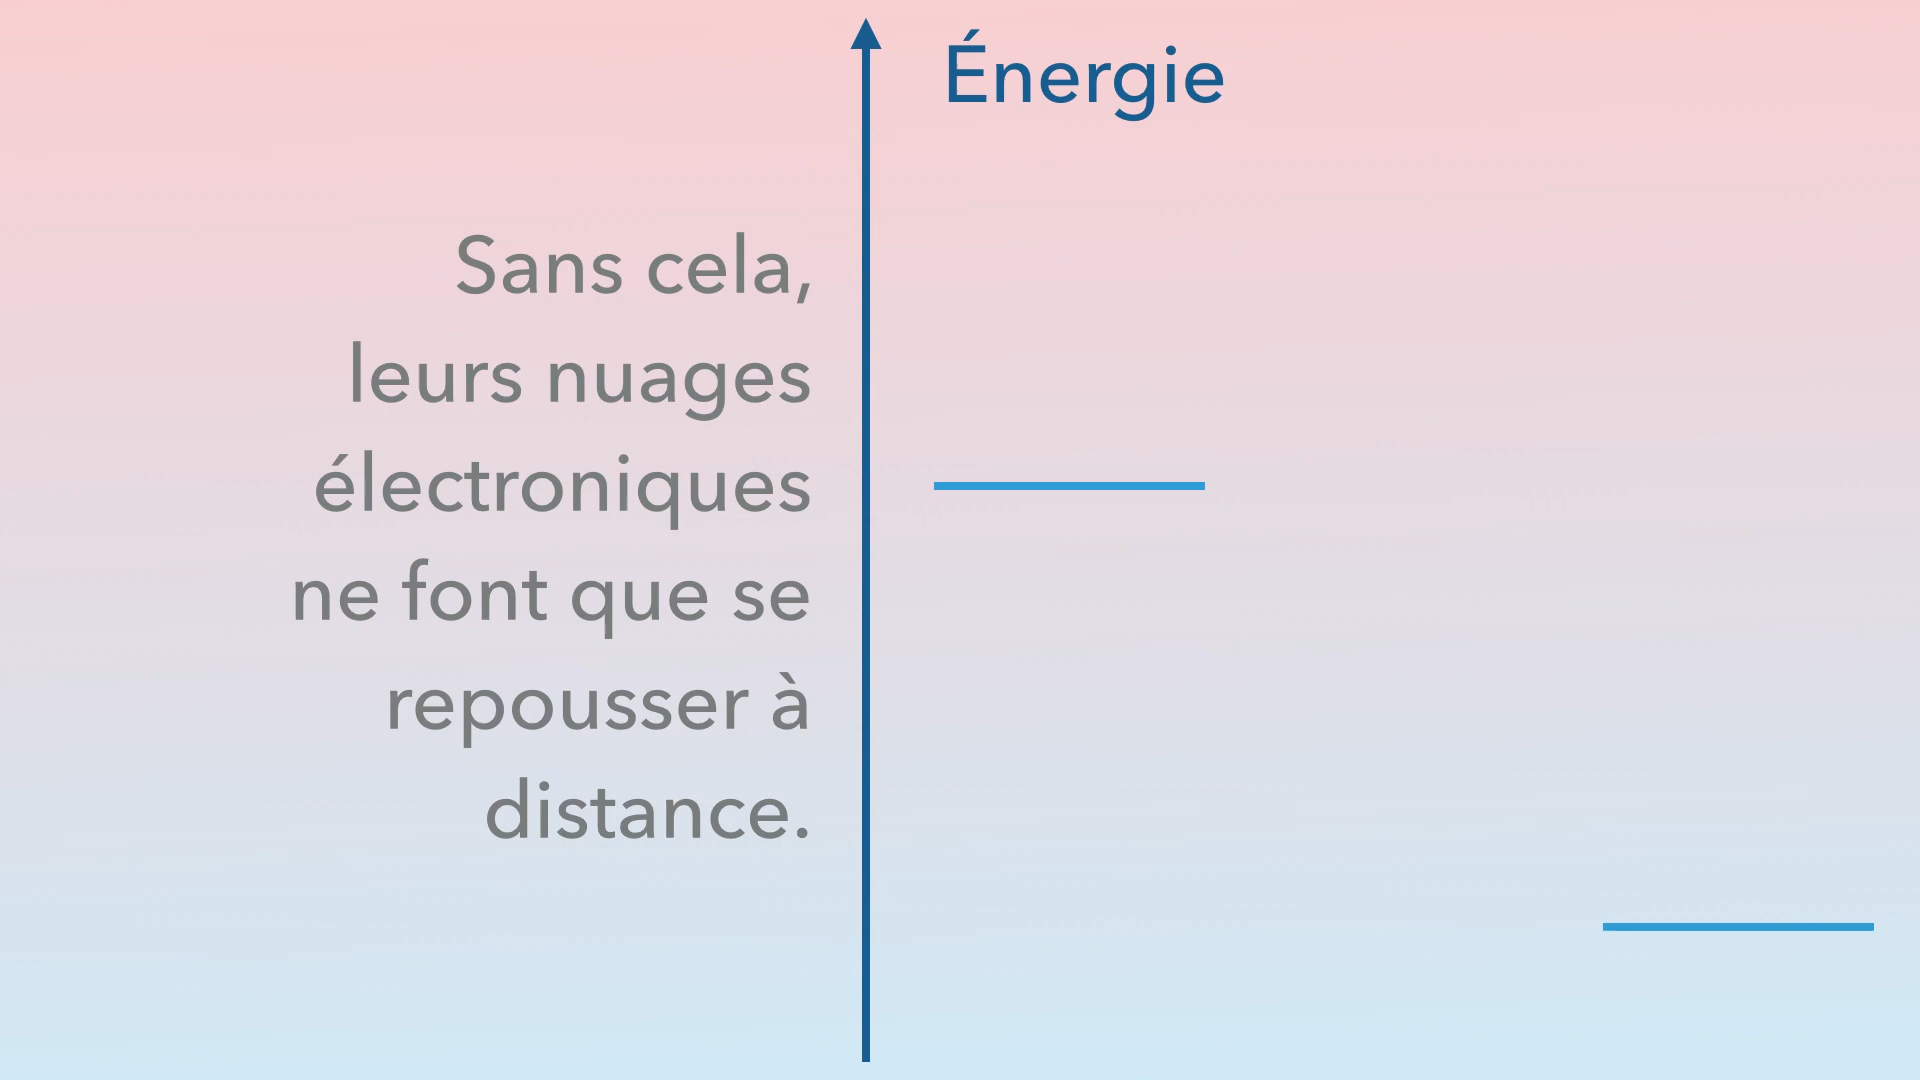 Énergie
Sans cela,
leurs nuages
électroniques
ne font que se
repousser à
distance.